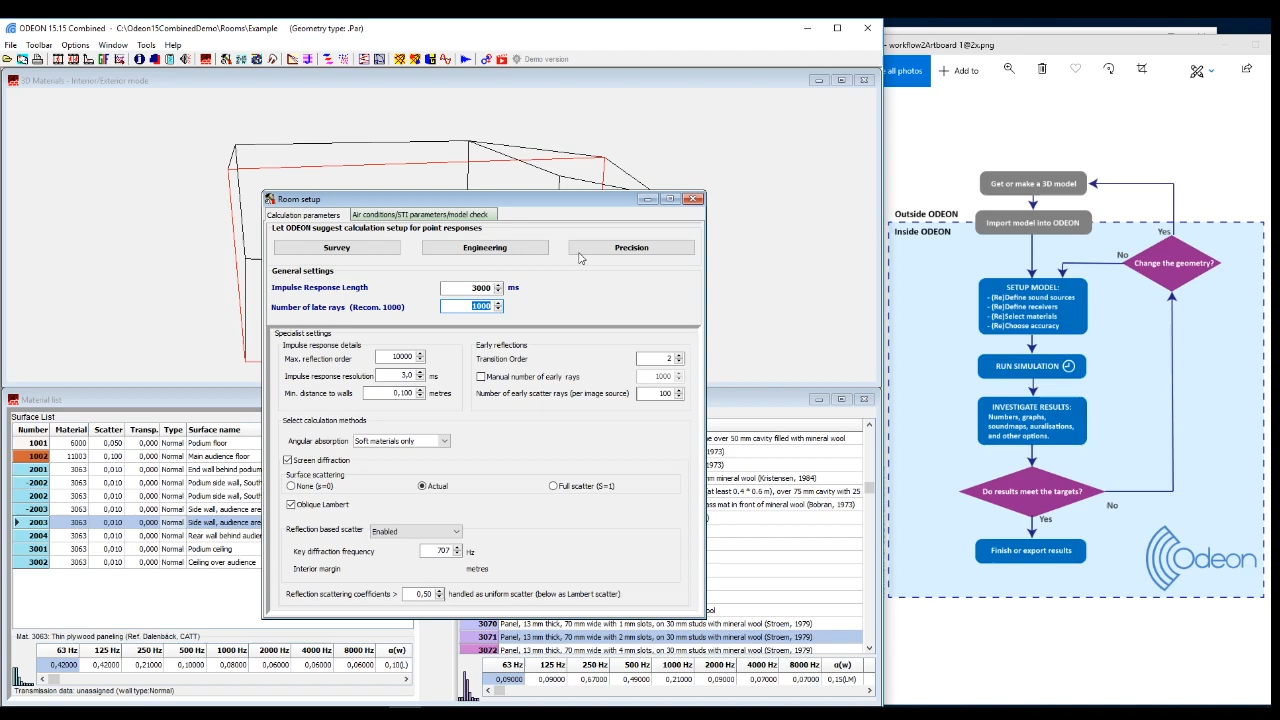 ODEON 15.15 Combined - C:\Odeon15CombinedDemo\Rooms\Example (Geometry type: .Par)
File Toolbar Options Window Tools Help
Demo version
3D Materials - Interior/Exterior mode
Room setup
Calculation parameters Air conditions/STI parameters/model check
Let ODEON suggest calculation setup for point responses
Survey Engineering Precision
General settings
Impulse Response Length 3000 ms
Number of late rays (Recom. 1000) 1000
Specialist settings
Impulse response details
Max. reflection order 10000
Impulse response resolution 3,0 ms
Min. distance to walls 0,100 metres
Early reflections
Transition Order 2
Manual number of early rays 1000
Number of early scatter rays (per image source) 100
Select calculation methods
Angular absorption Soft materials only
Screen diffraction
Surface scattering
None (s=0) Actual Full scatter (S=1)
Oblique Lambert
Reflection based scatter Enabled
Key diffraction frequency 707 Hz
Interior margin metres
Reflection scattering coefficients > 0,50 handled as uniform scatter (below as Lambert scatter)
Material list
Surface List
Number Material Scatter Transp. Type Surface name
1001 6000 0,050 0,000 Normal Podium floor
1002 11003 0,100 0,000 Normal Main audience floor
2001 3063 0,010 0,000 Normal End wall behind podium
2002 3063 0,010 0,000 Normal Podium side wall, South
-2002 3063 0,010 0,000 Normal Podium side wall, South
-2003 3063 0,010 0,000 Normal Side wall, audience are
2003 3063 0,010 0,000 Normal Side wall, audience are
2004 3063 0,010 0,000 Normal Rear wall behind audien
3001 3063 0,010 0,000 Normal Podium ceiling
3002 3063 0,010 0,000 Normal Ceiling over audience
Mat. 3063: Thin plywood paneling (Ref. Dalenbäck, CATT)
63 Hz 125 Hz 250 Hz 500 Hz 1000 Hz 2000 Hz 4000 Hz 8000 Hz α(w)
0,42000 0,42000 0,21000 0,10000 0,08000 0,06000 0,06000 0,06000 0,10(L)
Transmission data: unassigned (wall type:Normal)
e over 50 mm cavity filled with mineral wool
1973)
1973)
mineral wool (Kristensen, 1984)
at least 0.4 * 0.6 m), over 75 mm cavity with 25
ass mat in front of mineral wool (Bobran, 1973)
ool
3070 Panel, 13 mm thick, 70 mm wide with 1 mm slots, on 30 mm studs with mineral wool (Stroem, 1979)
3071 Panel, 13 mm thick, 70 mm wide with 2 mm slots, on 30 mm studs with mineral wool (Stroem, 1979)
3072 Panel, 13 mm thick, 70 mm wide with 4 mm slots, on 30 mm studs with mineral wool (Stroem, 1979)
63 Hz 125 Hz 250 Hz 500 Hz 1000 Hz 2000 Hz 4000 Hz 8000 Hz α(w)
0,09000 0,09000 0,67000 0,49000 0,21000 0,09000 0,07000 0,07000 0,15(LM)
- workflow2Artboard 1@2x.png
all photos Add to
Get or make a 3D model
Outside ODEON
Import model into ODEON
Inside ODEON
Yes
No
Change the geometry?
SETUP MODEL:
- (Re)Define sound sources
- (Re)Define receivers
- (Re)Select materials
- (Re)Choose accuracy
RUN SIMULATION
INVESTIGATE RESULTS:
Numbers, graphs,
soundmaps, auralisations,
and other options.
Do results meet the targets?
No
Yes
Finish or export results
Odeon